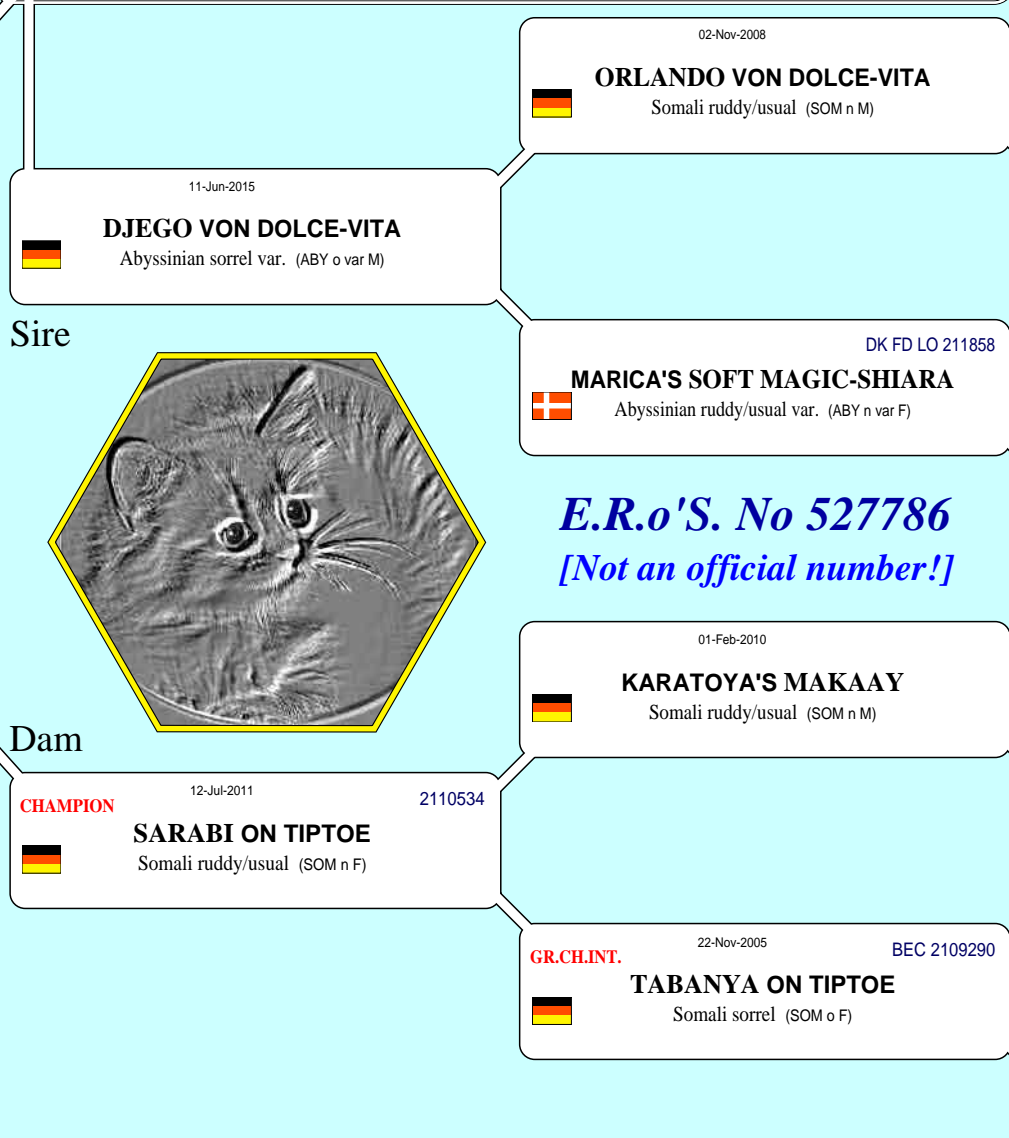 02-Nov-2008
ORLANDO VON DOLCE-VITA
Somali ruddy/usual (SOM n M)
11-Jun-2015
DJEGO VON DOLCE-VITA
Abyssinian sorrel var. (ABY o var M)
Sire
DK FD LO 211858
MARICA'S SOFT MAGIC-SHIARA
Abyssinian ruddy/usual var. (ABY n var F)
E.R.o'S. No 527786
[Not an official number!]
01-Feb-2010
KARATOYA'S MAKAAY
Somali ruddy/usual (SOM n M)
Dam
CHAMPION 12-Jul-2011 2110534
SARABI ON TIPTOE
Somali ruddy/usual (SOM n F)
GR.CH.INT. 22-Nov-2005 BEC 2109290
TABANYA ON TIPTOE
Somali sorrel (SOM o F)